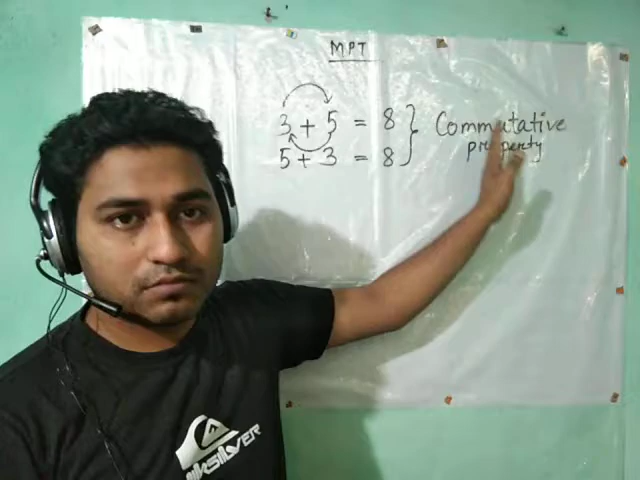 MPT
3 + 5 = 8
5 + 3 = 8
Commutative
property
QUIKSILVER